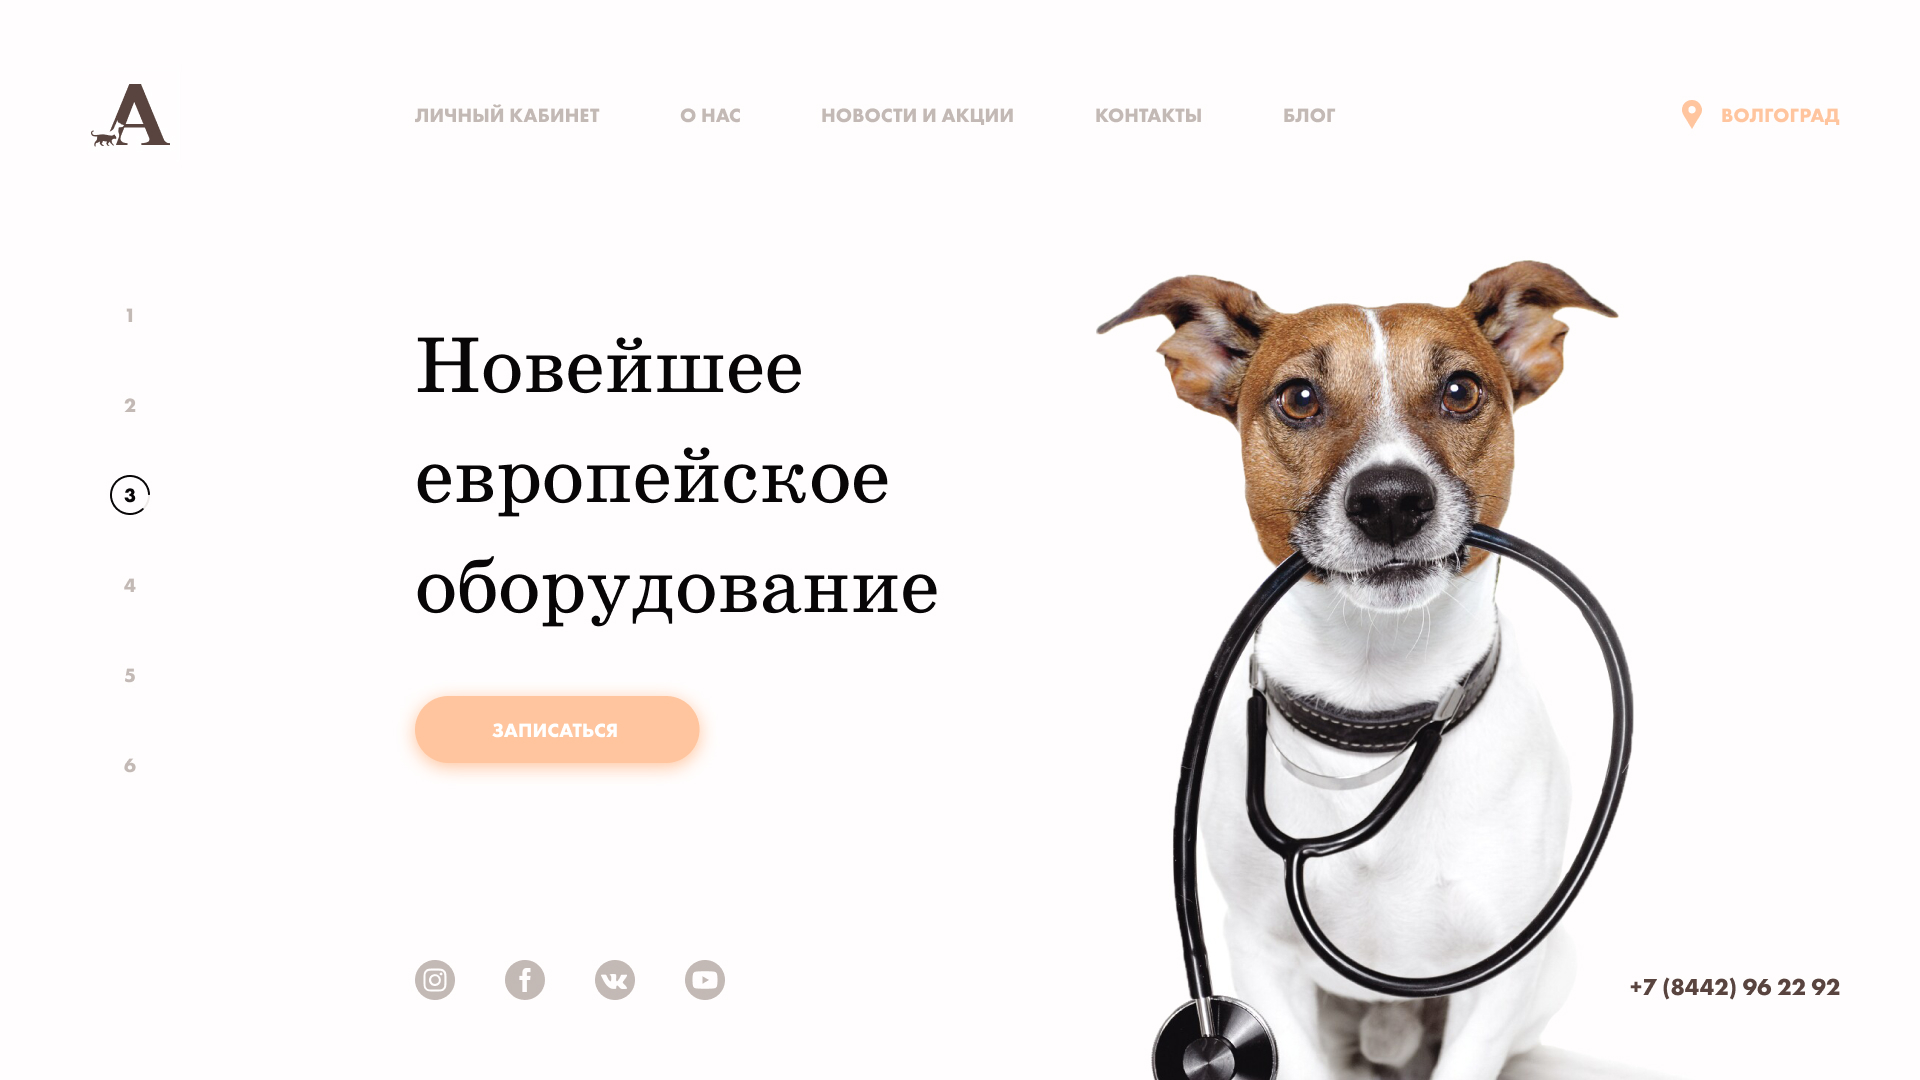 А
ЛИЧНЫЙ КАБИНЕТ
О НАС
НОВОСТИ И АКЦИИ
КОНТАКТЫ
БЛОГ
ВОЛГОГРАД
1
2
3
4
5
6
Новейшее
европейское
оборудование
ЗАПИСАТЬСЯ
+7 (8442) 96 22 92